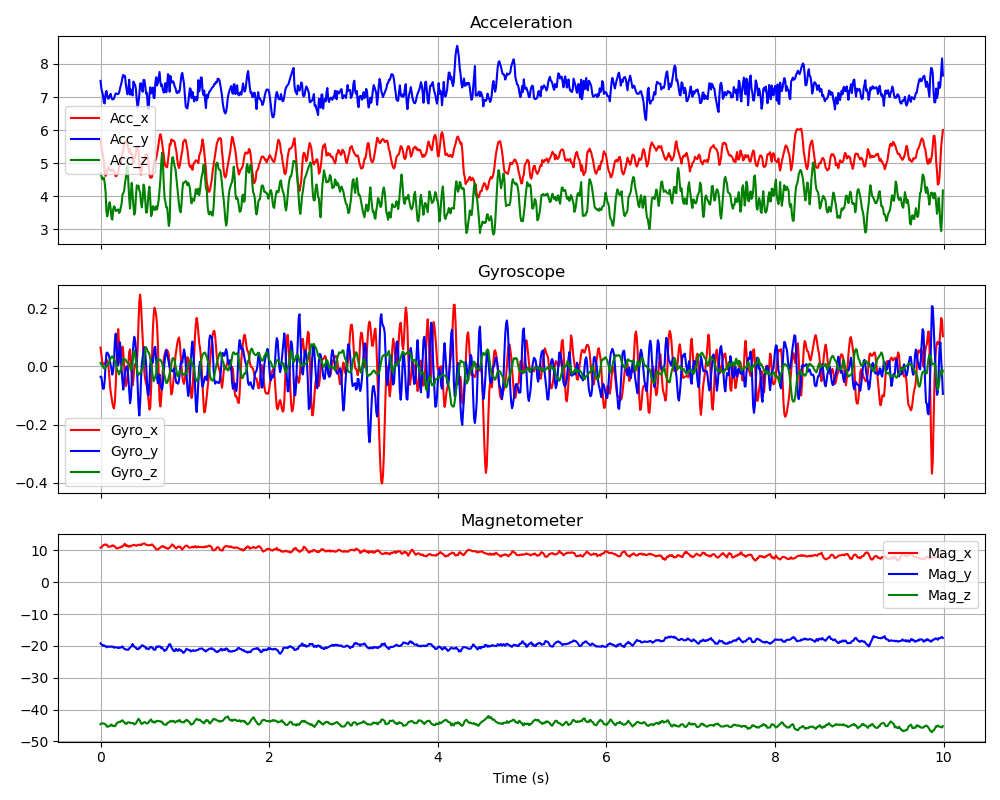 Acceleration
8
7
6
5
4
3
Acc_x
Acc_y
Acc_z
Gyroscope
0.2
0.0
−0.2
−0.4
Gyro_x
Gyro_y
Gyro_z
Magnetometer
10
0
−10
−20
−30
−40
−50
Mag_x
Mag_y
Mag_z
0 2 4 6 8 10
Time (s)